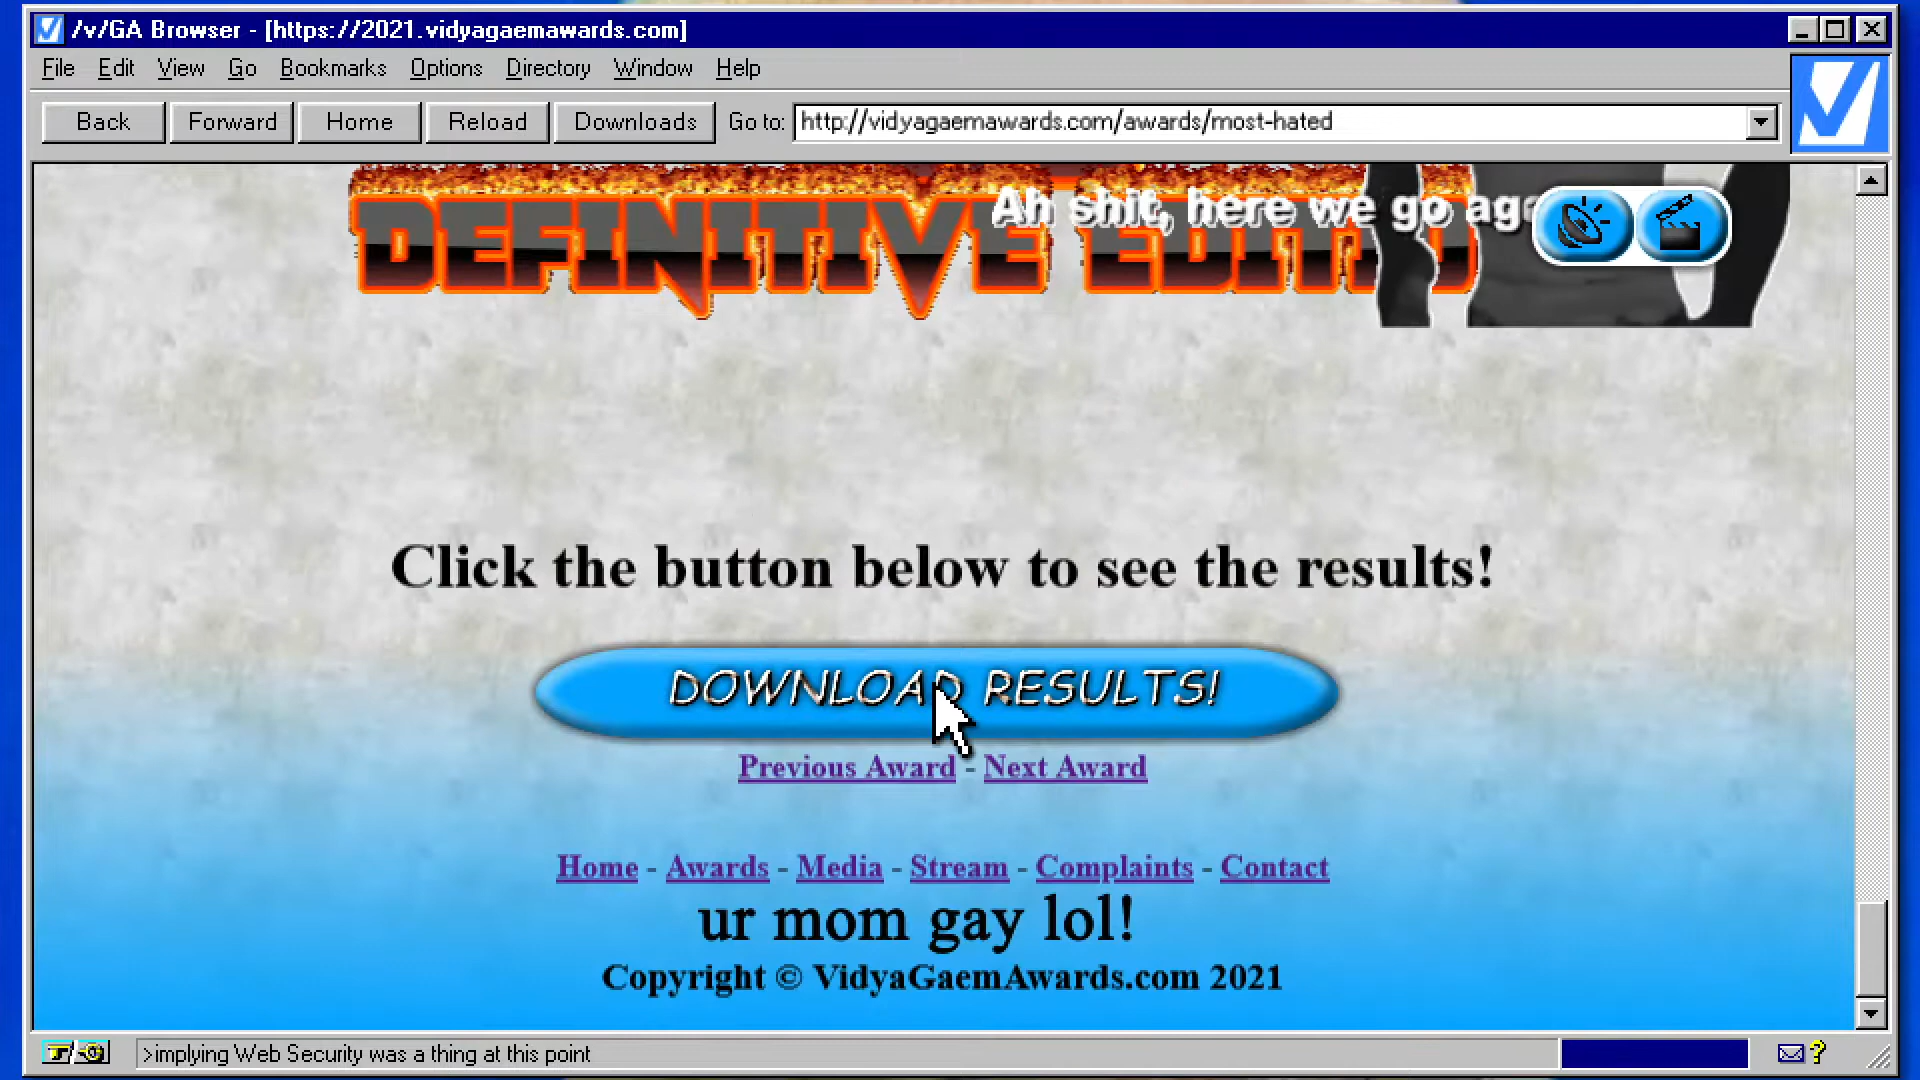 /v/GA Browser - [https://2021.vidyagaemawards.com]
File Edit View Go Bookmarks Options Directory Window Help
Back Forward Home Reload Downloads Go to: http://vidyagaemawards.com/awards/most-hated
Ah shit, here we go aga
DEFINITIVE EDITIO
Click the button below to see the results!
DOWNLOAD RESULTS!
Previous Award - Next Award
Home - Awards - Media - Stream - Complaints - Contact
ur mom gay lol!
Copyright © VidyaGaemAwards.com 2021
>implying Web Security was a thing at this point